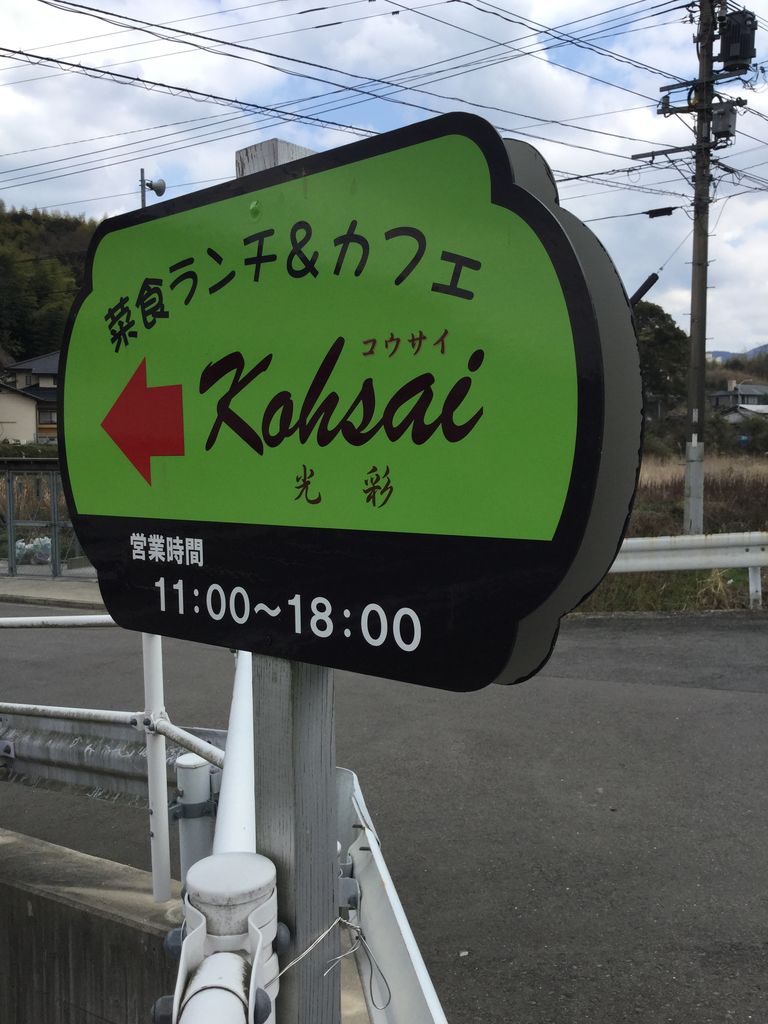 菜食ランチ&カフェ
コウサイ
Kohsai
光彩
営業時間
11:00~18:00